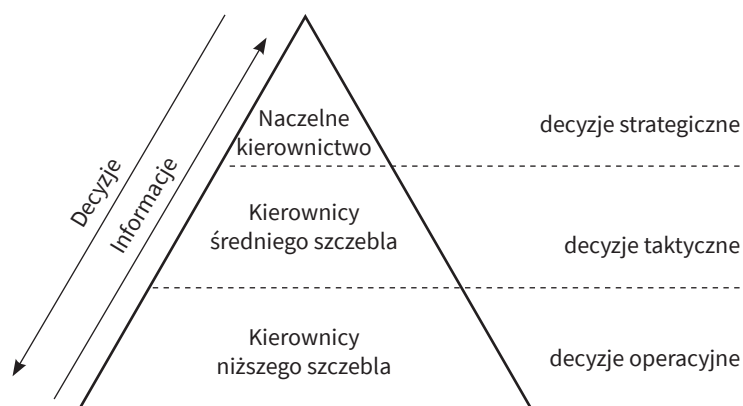 Naczelne
kierownictwo
decyzje strategiczne
Decyzje
Informacje
Kierownicy
średniego szczebla
decyzje taktyczne
Kierownicy
niższego szczebla
decyzje operacyjne